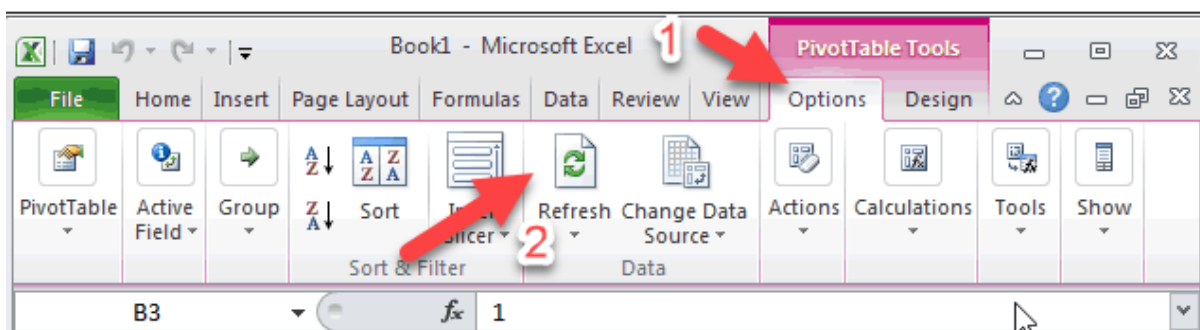 Book1 - Microsoft Excel
1
PivotTable Tools
File Home Insert Page Layout Formulas Data Review View Options Design
PivotTable Active Field Group Sort Refresh Change Data Source Actions Calculations Tools Show
2
Sort & Filter Data
B3 fx 1